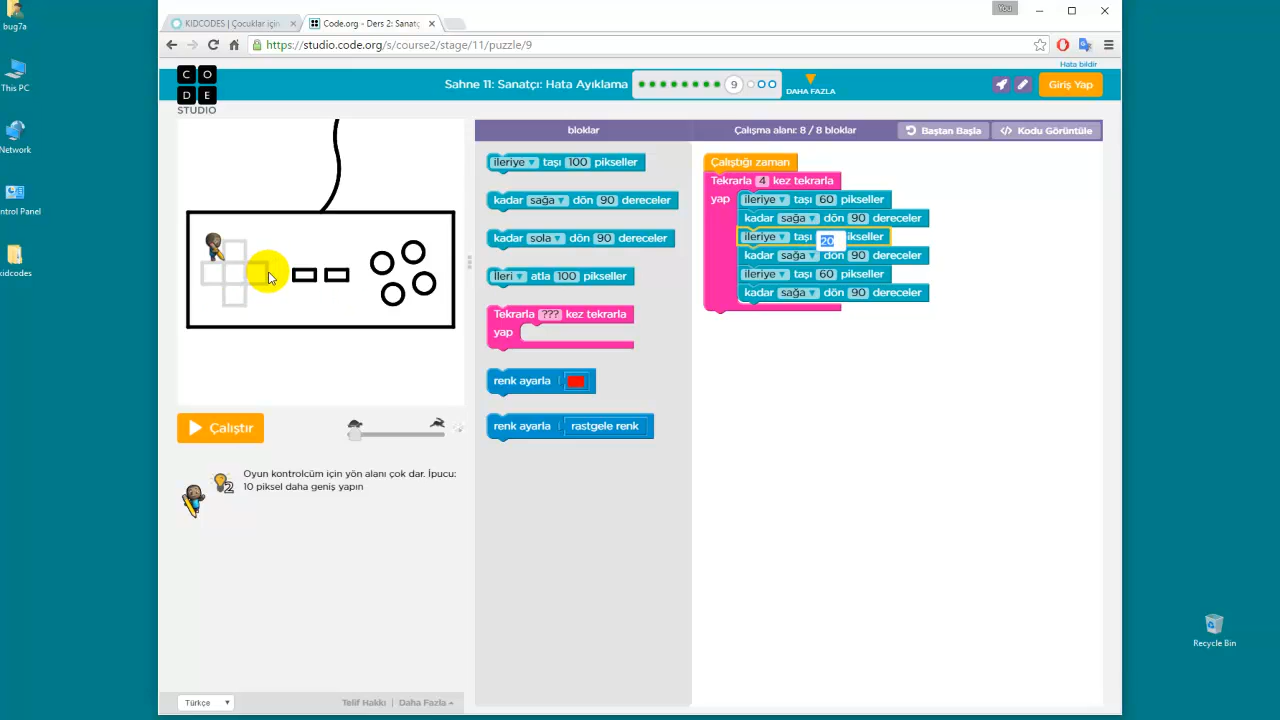 bug7a
This PC
Network
ntrol Panel
kidcodes
Recycle Bin
KIDCODES | Çocuklar için
Code.org - Ders 2: Sanatç
You
https://studio.code.org/s/course2/stage/11/puzzle/9
Hata bildir
C O
D E
STUDIO
Sahne 11: Sanatçı: Hata Ayıklama
9
DAHA FAZLA
Giriş Yap
bloklar
Çalışma alanı: 8 / 8 bloklar
Baştan Başla
Kodu Görüntüle
ileriye taşı 100 pikseller
kadar sağa dön 90 dereceler
kadar sola dön 90 dereceler
İleri atla 100 pikseller
Tekrarla ??? kez tekrarla
yap
renk ayarla
renk ayarla rastgele renk
Çalıştığı zaman
Tekrarla 4 kez tekrarla
yap ileriye taşı 60 pikseller
kadar sağa dön 90 dereceler
ileriye taşı 20 ikseller
kadar sağa dön 90 dereceler
ileriye taşı 60 pikseller
kadar sağa dön 90 dereceler
Çalıştır
2
Oyun kontrolcüm için yön alanı çok dar. İpucu:
10 piksel daha geniş yapın
Türkçe
Telif Hakkı
Daha Fazla